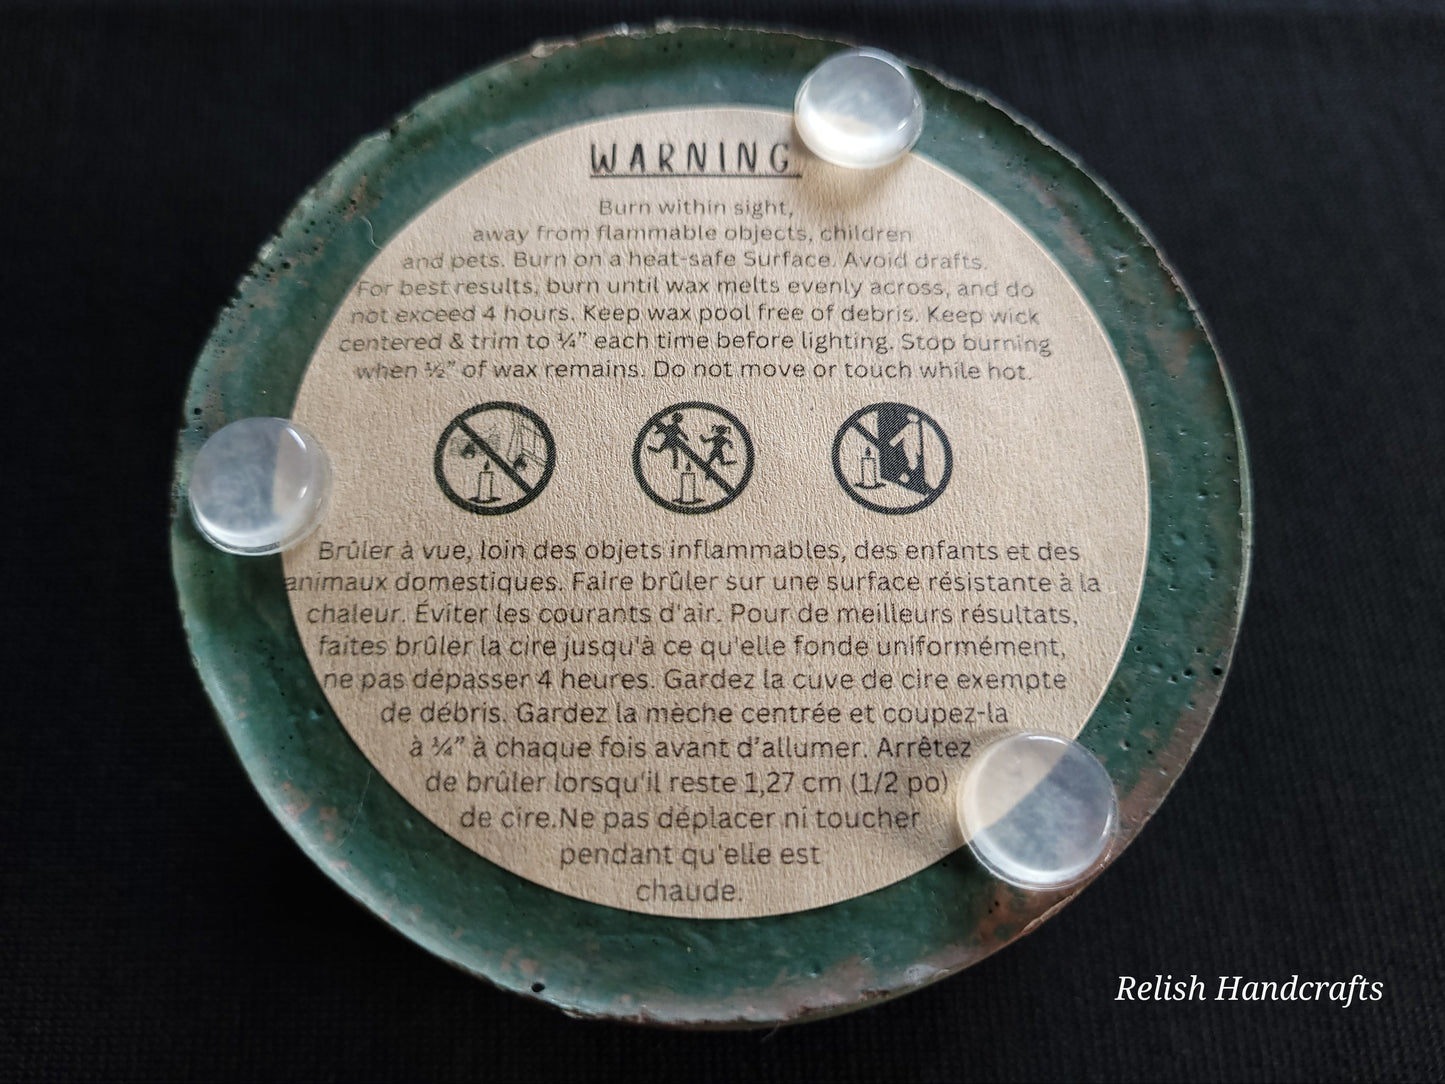 WARNING
Burn within sight,
away from flammable objects, children
and pets. Burn on a heat-safe Surface. Avoid drafts.
For best results, burn until wax melts evenly across, and do
not exceed 4 hours. Keep wax pool free of debris. Keep wick
centered & trim to ¼” each time before lighting. Stop burning
when ½” of wax remains. Do not move or touch while hot.
Brûler à vue, loin des objets inflammables, des enfants et des
animaux domestiques. Faire brûler sur une surface résistante à la
chaleur. Éviter les courants d'air. Pour de meilleurs résultats,
faites brûler la cire jusqu'à ce qu'elle fonde uniformément,
ne pas dépasser 4 heures. Gardez la cuve de cire exempte
de débris. Gardez la mèche centrée et coupez-la
à ¼” à chaque fois avant d’allumer. Arrêtez
de brûler lorsqu'il reste 1,27 cm (1/2 po)
de cire.Ne pas déplacer ni toucher
pendant qu'elle est
chaude.
Relish Handcrafts